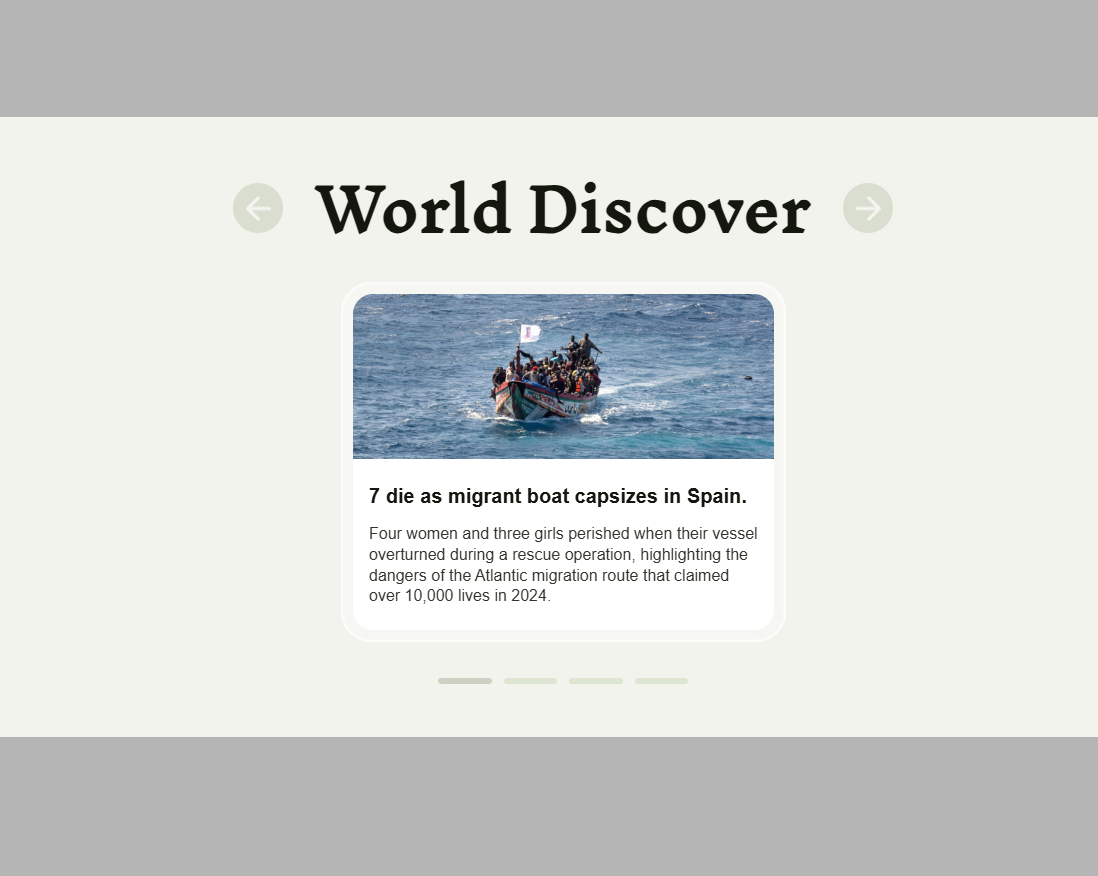 World Discover
7 die as migrant boat capsizes in Spain.
Four women and three girls perished when their vessel
overturned during a rescue operation, highlighting the
dangers of the Atlantic migration route that claimed
over 10,000 lives in 2024.